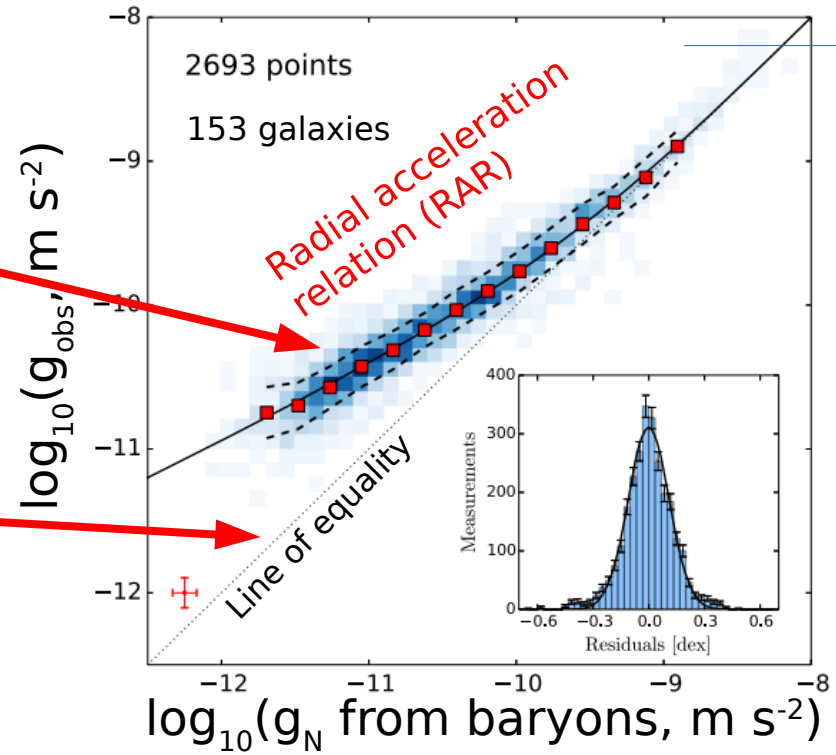 −8
−9
−10
−11
−12
log₁₀(g_obs, m s⁻²)
2693 points
153 galaxies
Radial acceleration
relation (RAR)
Line of equality
400
300
200
100
0
Measurements
−0.6 −0.3 0.0 0.3 0.6
Residuals [dex]
−12 −11 −10 −9 −8
log₁₀(g_N from baryons, m s⁻²)